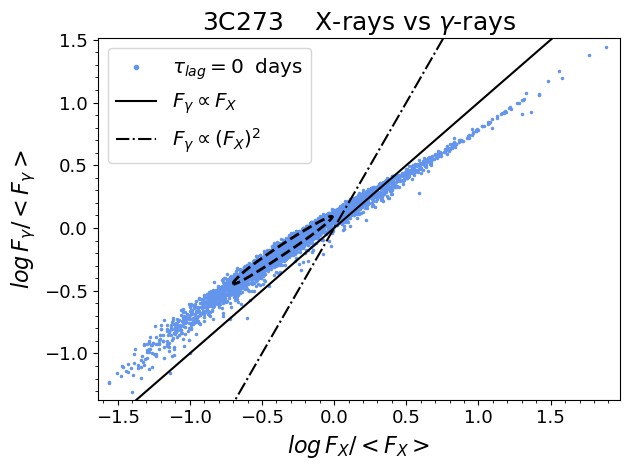 3C273 X-rays vs γ-rays
τ_lag = 0 days
F_γ ∝ F_X
F_γ ∝ (F_X)^2
log F_γ/<F_γ>
1.5
1.0
0.5
0.0
−0.5
−1.0
−1.5 −1.0 −0.5 0.0 0.5 1.0 1.5
log F_X/<F_X>